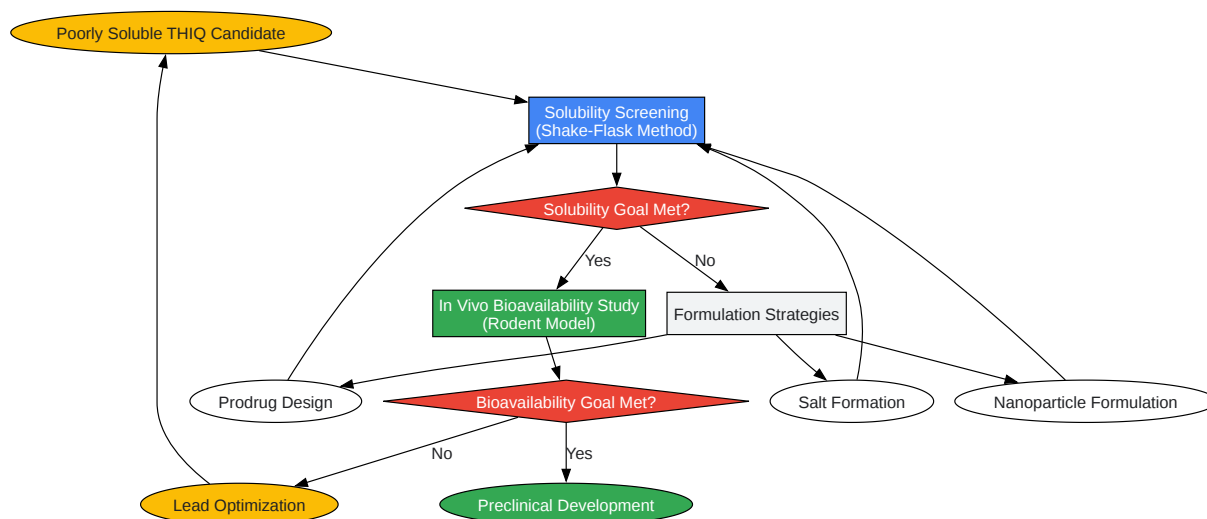 Poorly Soluble THIQ Candidate
Solubility Screening
(Shake-Flask Method)
Solubility Goal Met?
Yes
No
In Vivo Bioavailability Study
(Rodent Model)
Formulation Strategies
Prodrug Design
Bioavailability Goal Met?
Salt Formation
Nanoparticle Formulation
No
Yes
Lead Optimization
Preclinical Development